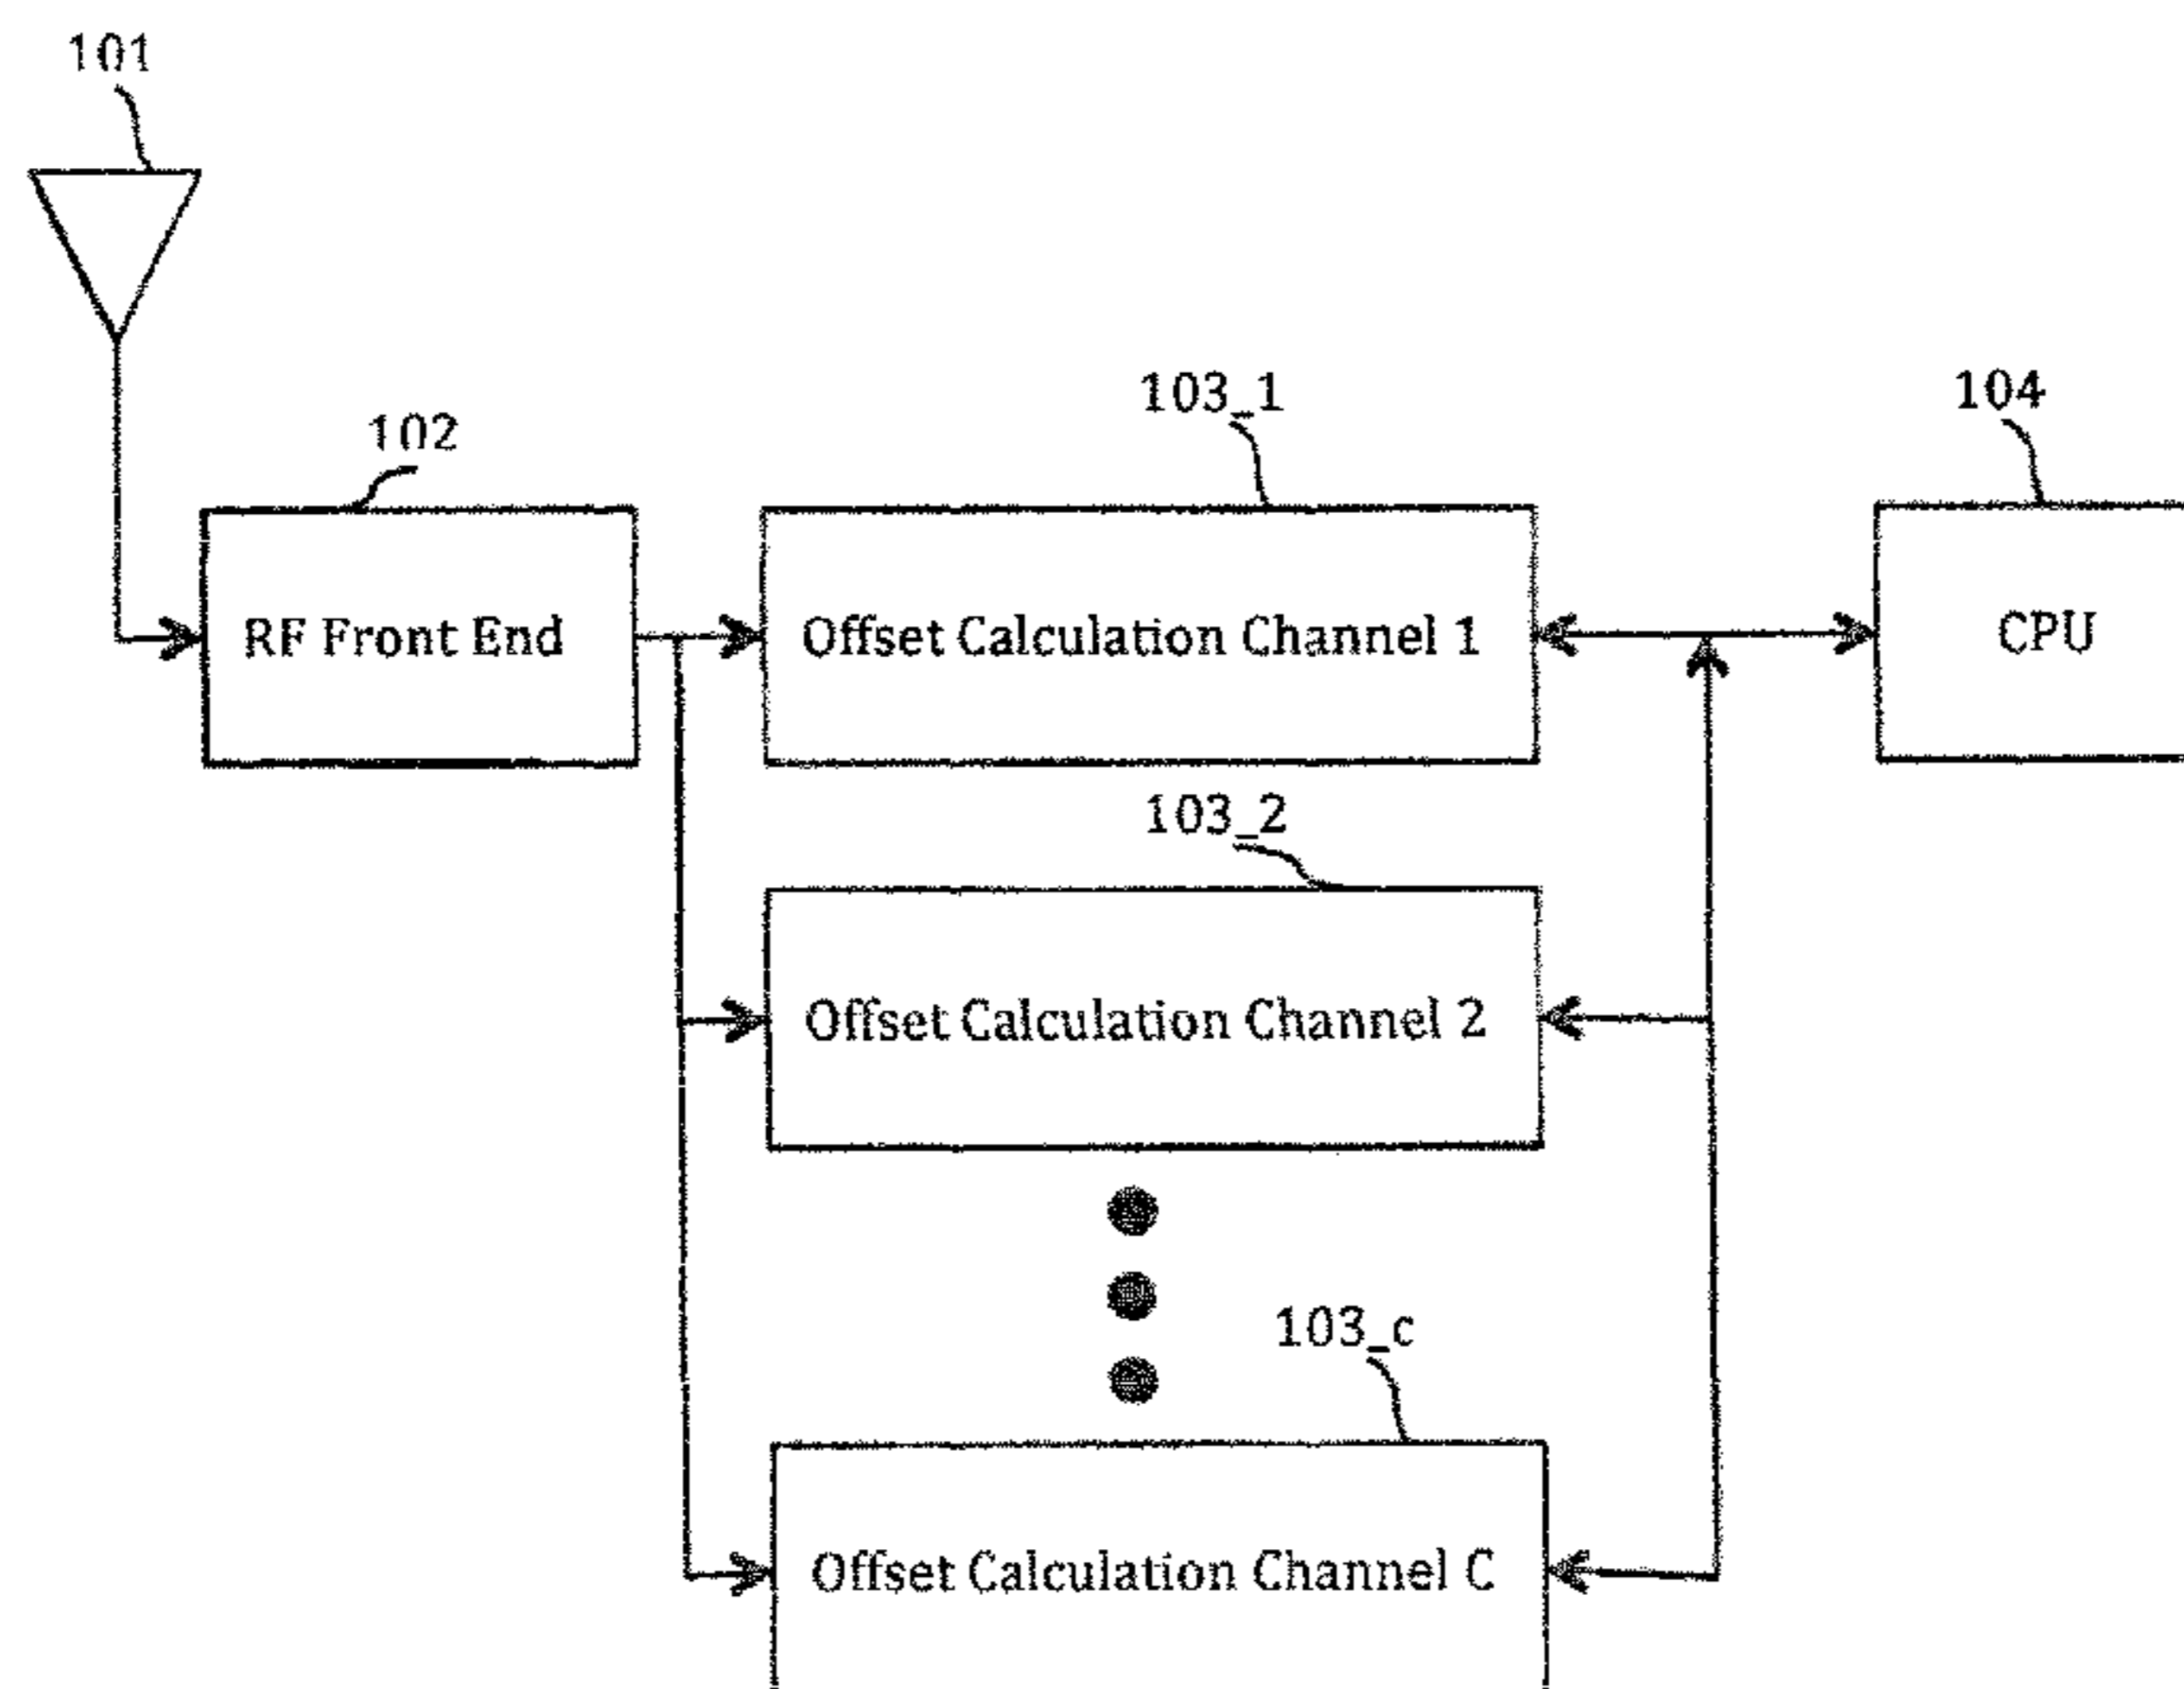 101
102
103_1
104
RF Front End
Offset Calculation Channel 1
CPU
103_2
Offset Calculation Channel 2
103_c
Offset Calculation Channel C